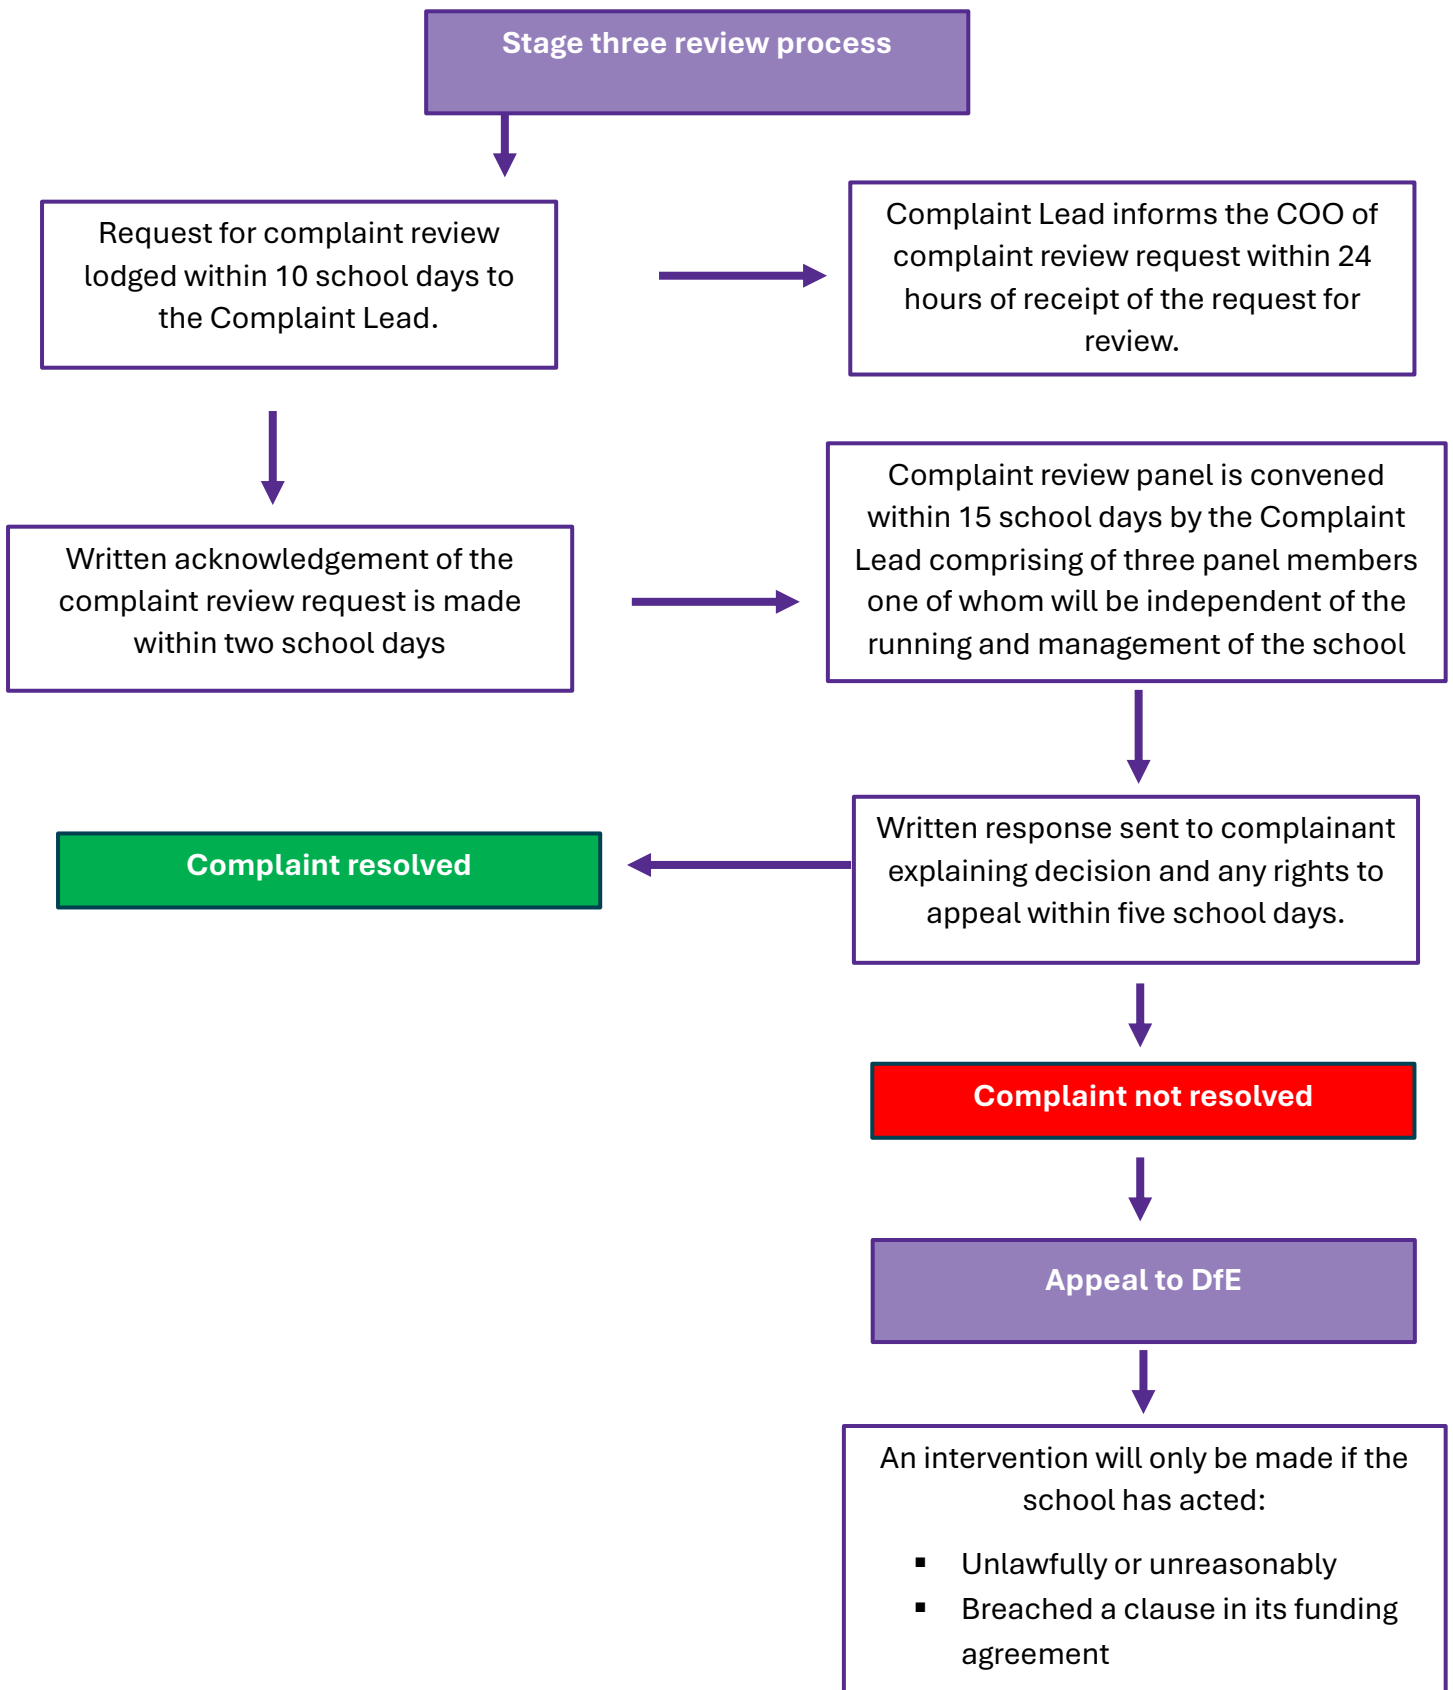 Stage three review process
Request for complaint review
lodged within 10 school days to
the Complaint Lead.
Complaint Lead informs the COO of
complaint review request within 24
hours of receipt of the request for
review.
Written acknowledgement of the
complaint review request is made
within two school days
Complaint review panel is convened
within 15 school days by the Complaint
Lead comprising of three panel members
one of whom will be independent of the
running and management of the school
Complaint resolved
Written response sent to complainant
explaining decision and any rights to
appeal within five school days.
Complaint not resolved
Appeal to DfE
An intervention will only be made if the
school has acted:
▪ Unlawfully or unreasonably
▪ Breached a clause in its funding
agreement